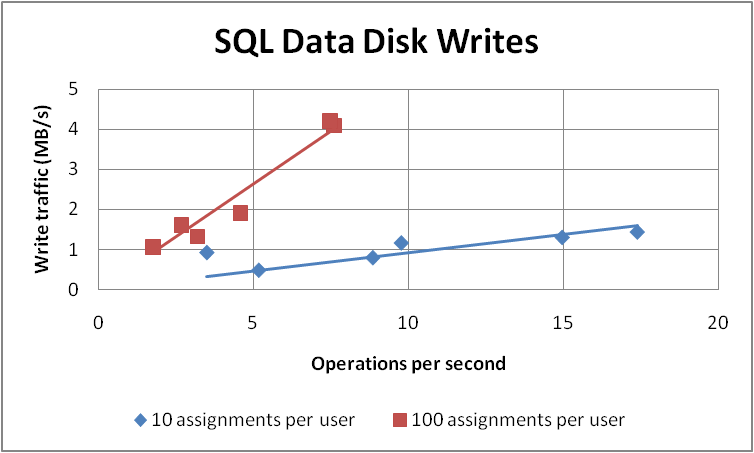 SQL Data Disk Writes
Write traffic (MB/s)
5
4
3
2
1
0
0 5 10 15 20
Operations per second
10 assignments per user 100 assignments per user